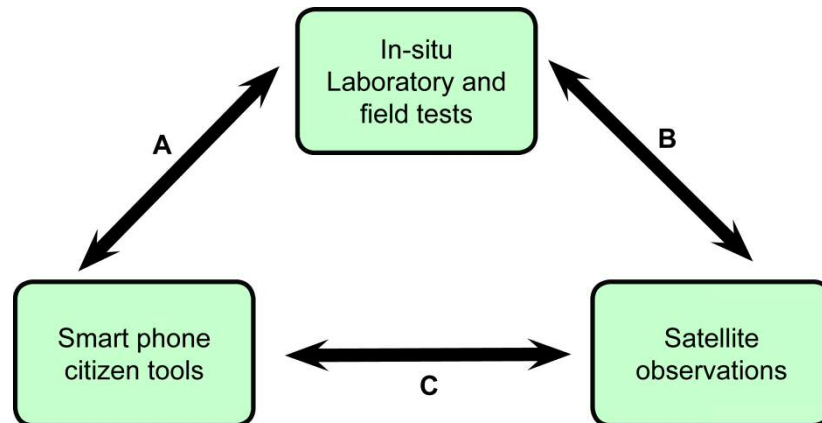 In-situ
Laboratory and
field tests
A
B
Smart phone
citizen tools
Satellite
observations
C